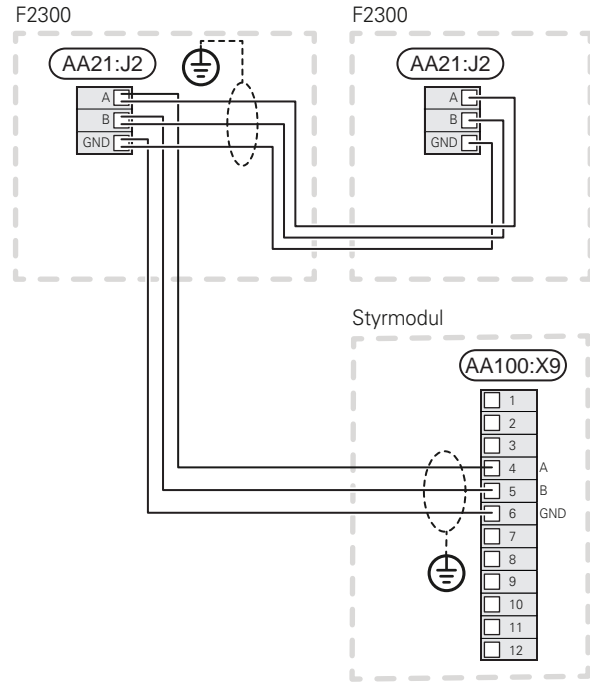 F2300
F2300
AA21:J2
A
B
GND
AA21:J2
A
B
GND
Styrmodul
AA100:X9
1
2
3
4 A
5 B
6 GND
7
8
9
10
11
12